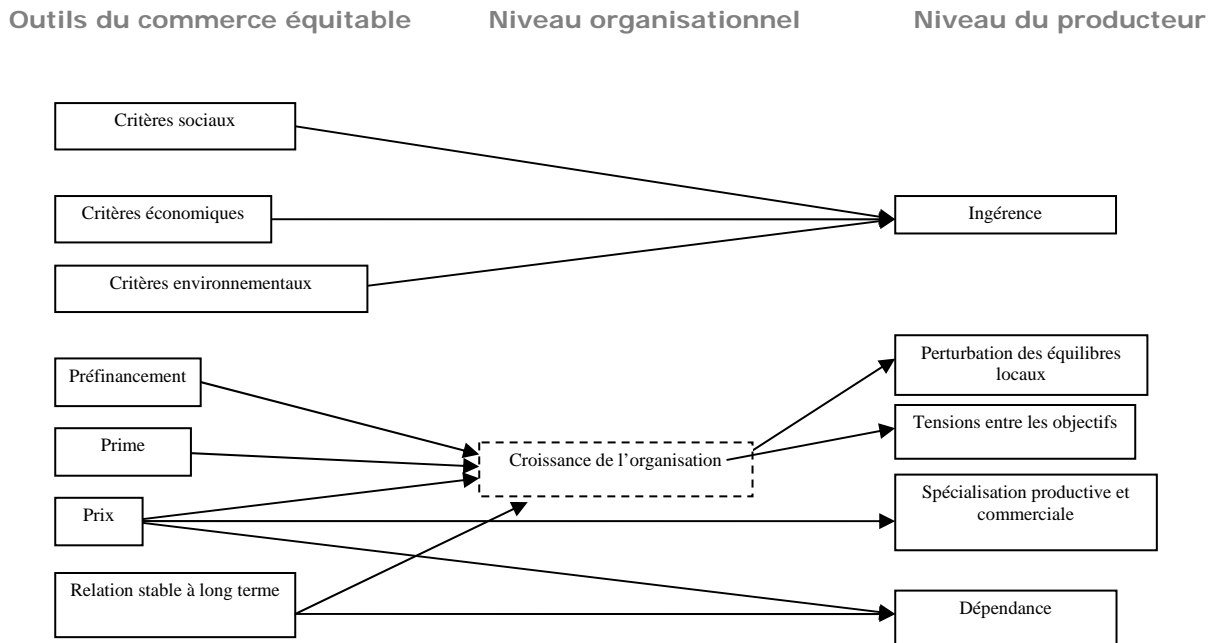 Outils du commerce équitable
Niveau organisationnel
Niveau du producteur
Critères sociaux
Critères économiques
Ingérence
Critères environnementaux
Perturbation des équilibres
locaux
Préfinancement
Tensions entre les objectifs
Prime
Croissance de l’organisation
Spécialisation productive et
commerciale
Prix
Relation stable à long terme
Dépendance